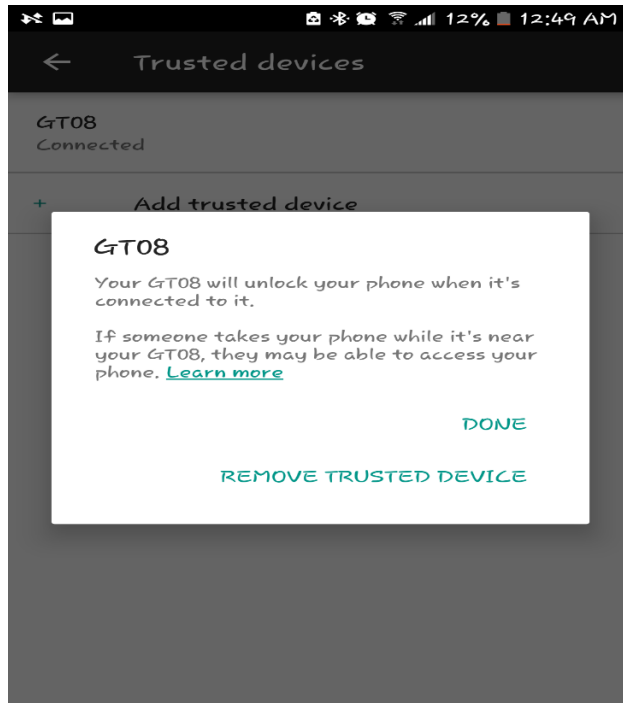 12% 12:49 AM
Trusted devices
GT08
Connected
+ Add trusted device
GT08
Your GT08 will unlock your phone when it's
connected to it.
If someone takes your phone while it's near
your GT08, they may be able to access your
phone. Learn more
DONE
REMOVE TRUSTED DEVICE